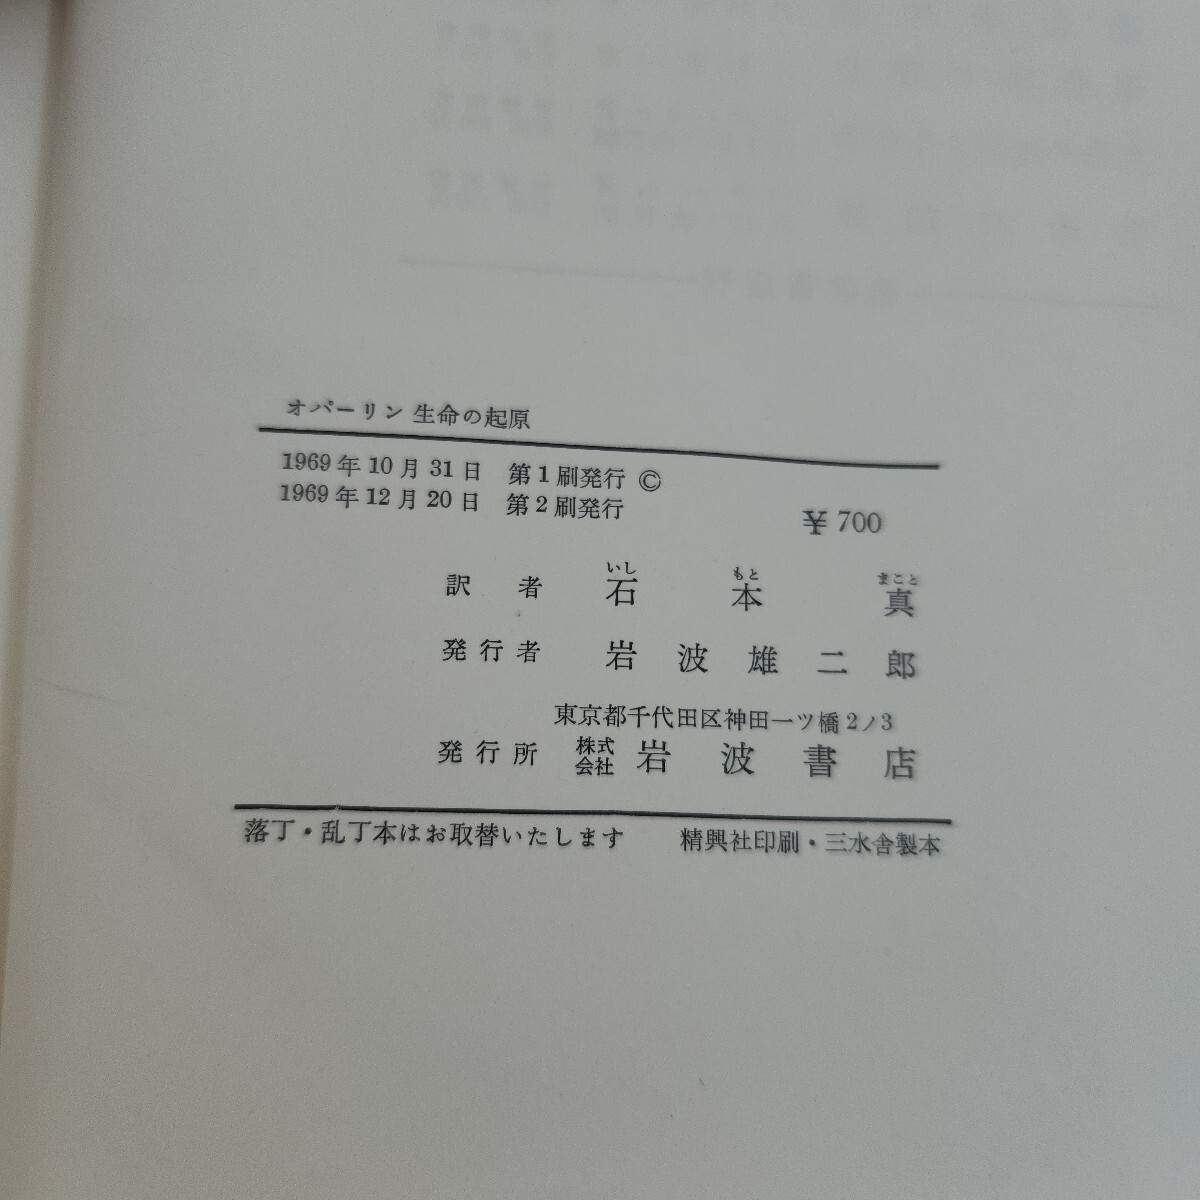 オパーリン 生命の起原
1969年10月31日 第1刷発行 ©
1969年12月20日 第2刷発行
¥700
いし もと まこと
訳者 石本真
発行者 岩波雄二郎
東京都千代田区神田一ツ橋2ノ3
発行所 株式会社 岩波書店
落丁・乱丁本はお取替いたします 精興社印刷・三水舎製本